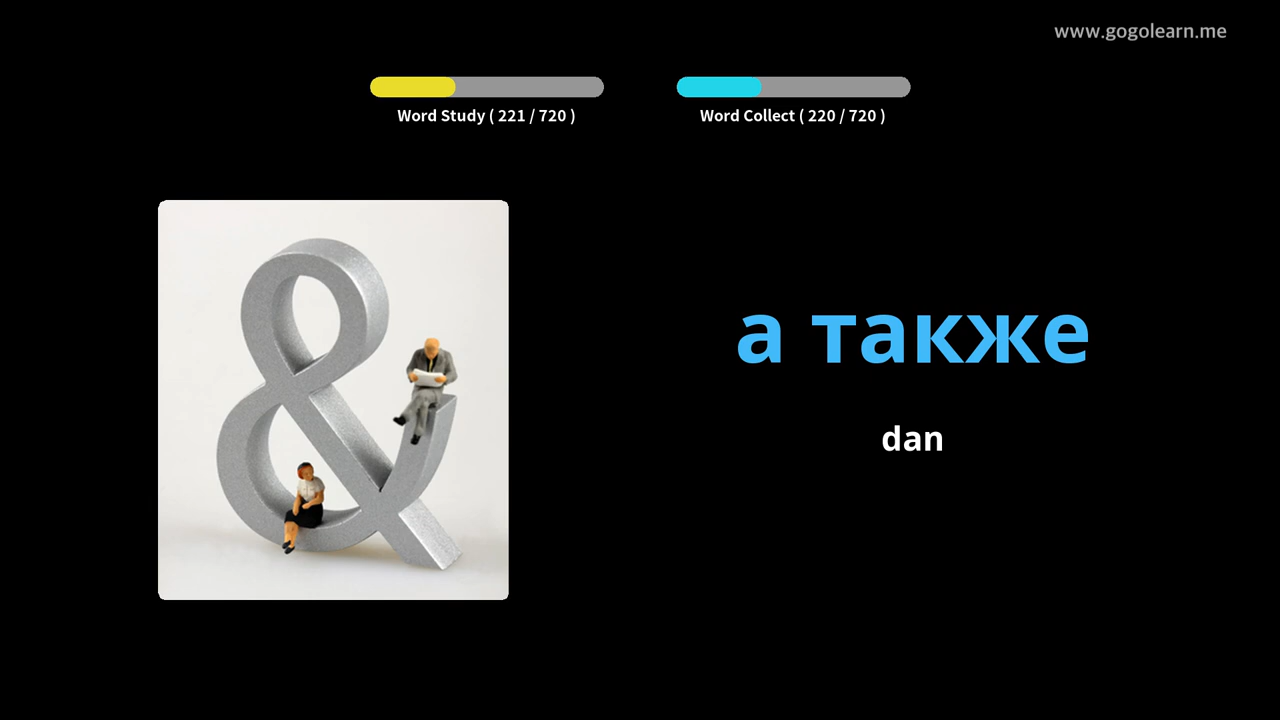 www.gogolearn.me
Word Study ( 221 / 720 )
Word Collect ( 220 / 720 )
&
а также
dan